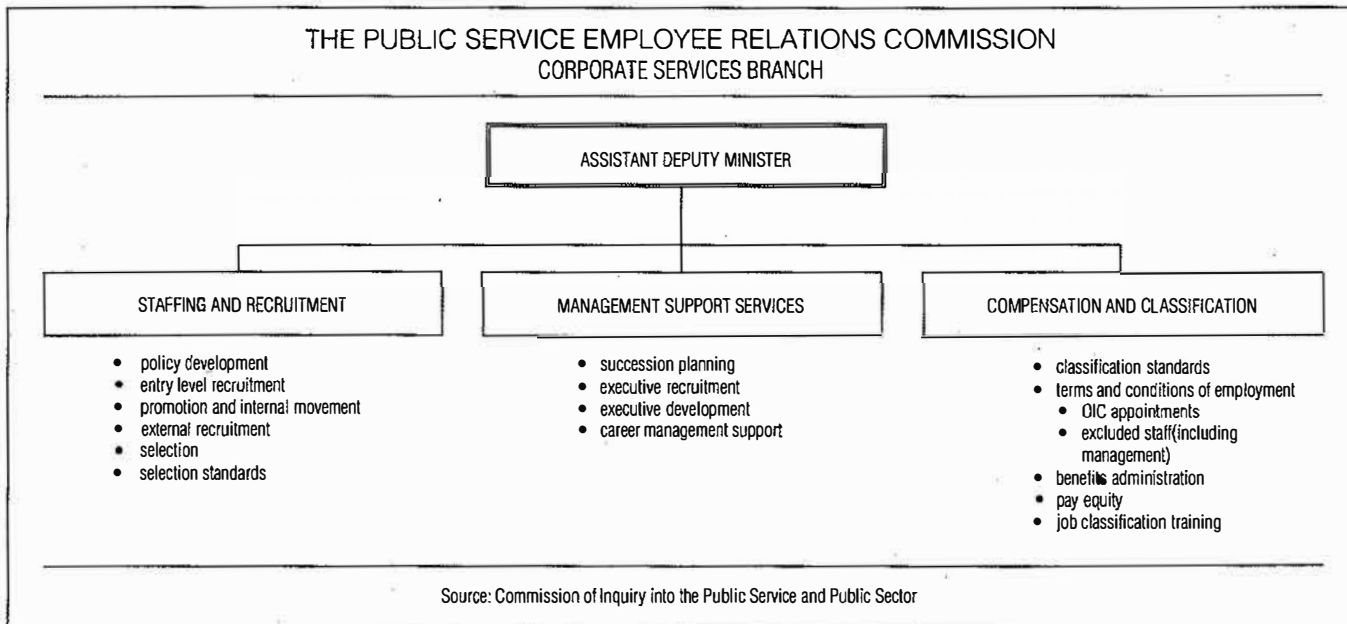 THE PUBLIC SERVICE EMPLOYEE RELATIONS COMMISSION
CORPORATE SERVICES BRANCH
ASSISTANT DEPUTY MINISTER
STAFFING AND RECRUITMENT
• policy development
• entry level recruitment
• promotion and internal movement
• external recruitment
• selection
• selection standards
MANAGEMENT SUPPORT SERVICES
• succession planning
• executive recruitment
• executive development
• career management support
COMPENSATION AND CLASSIFICATION
• classification standards
• terms and conditions of employment
• OIC appointments
• excluded staff(including
management)
• benefits administration
• pay equity
• job classification training
Source: Commission of Inquiry into the Public Service and Public Sector